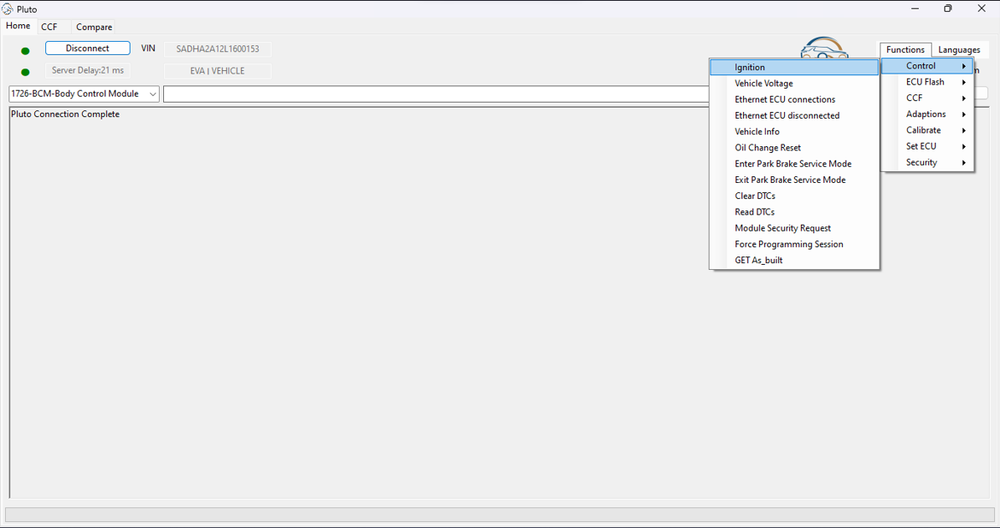 Pluto
Home CCF Compare
Disconnect VIN SADHA2A12L1600153
Server Delay:21 ms EVA | VEHICLE
Functions Languages
1726-BCM-Body Control Module
Pluto Connection Complete
Control
ECU Flash
CCF
Adaptions
Calibrate
Set ECU
Security
Ignition
Vehicle Voltage
Ethernet ECU connections
Ethernet ECU disconnected
Vehicle Info
Oil Change Reset
Enter Park Brake Service Mode
Exit Park Brake Service Mode
Clear DTCs
Read DTCs
Module Security Request
Force Programming Session
GET As_built